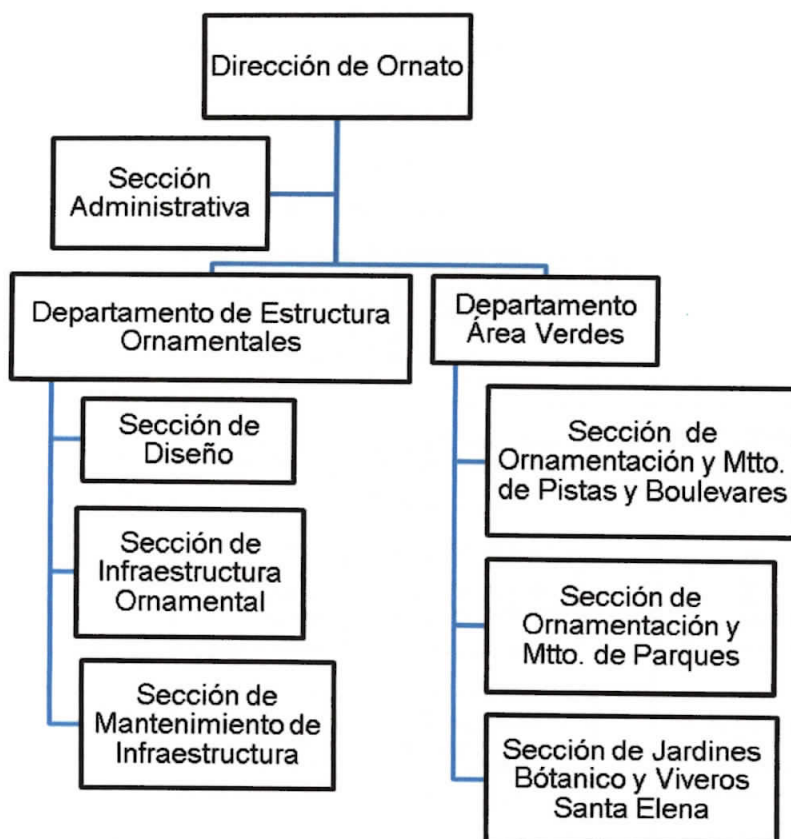 Dirección de Ornato
Sección
Administrativa
Departamento de Estructura
Ornamentales
Sección de
Diseño
Sección de
Infraestructura
Ornamental
Sección de
Mantenimiento de
Infraestructura
Departamento
Área Verdes
Sección de
Ornamentación y Mtto.
de Pistas y Boulevares
Sección de
Ornamentación y
Mtto. de Parques
Sección de Jardines
Bótanico y Viveros
Santa Elena